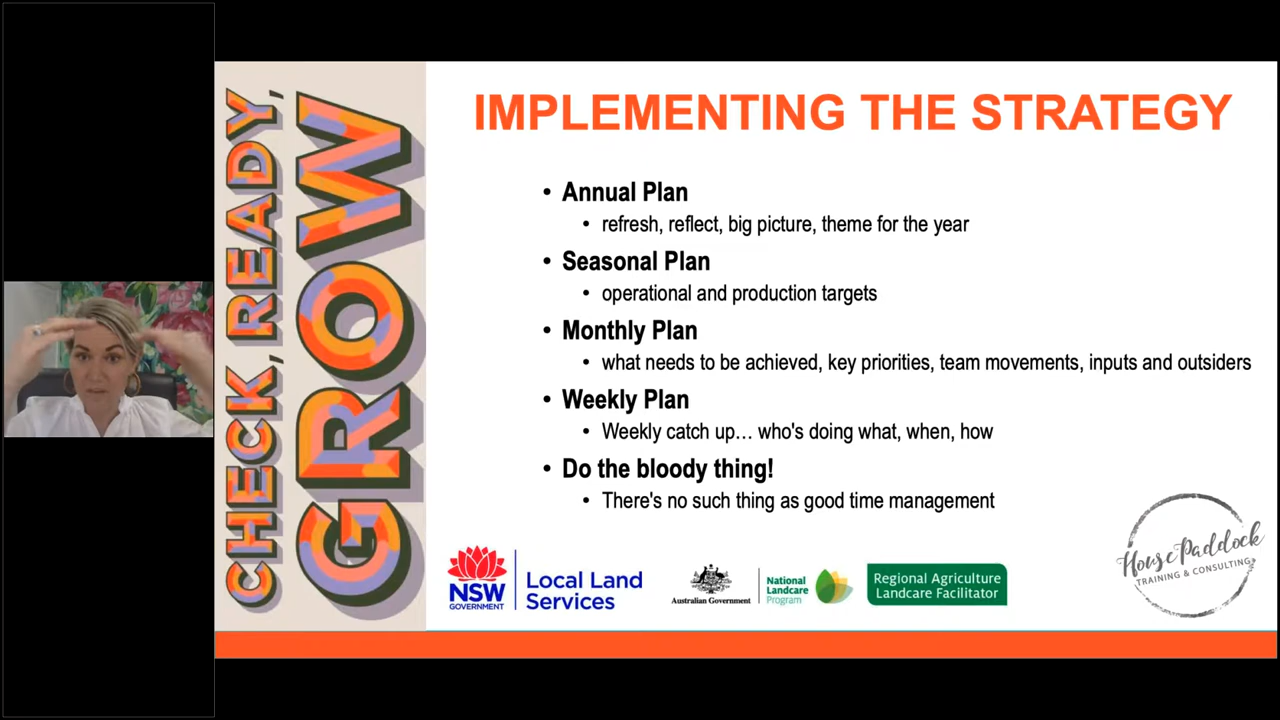 CHECK, READY,
GROW
IMPLEMENTING THE STRATEGY
• Annual Plan
• refresh, reflect, big picture, theme for the year
• Seasonal Plan
• operational and production targets
• Monthly Plan
• what needs to be achieved, key priorities, team movements, inputs and outsiders
• Weekly Plan
• Weekly catch up… who's doing what, when, how
• Do the bloody thing!
• There's no such thing as good time management
NSW
GOVERNMENT
Local Land
Services
Australian Government
National
Landcare
Program
Regional Agriculture
Landcare Facilitator
House Paddock
TRAINING & CONSULTING